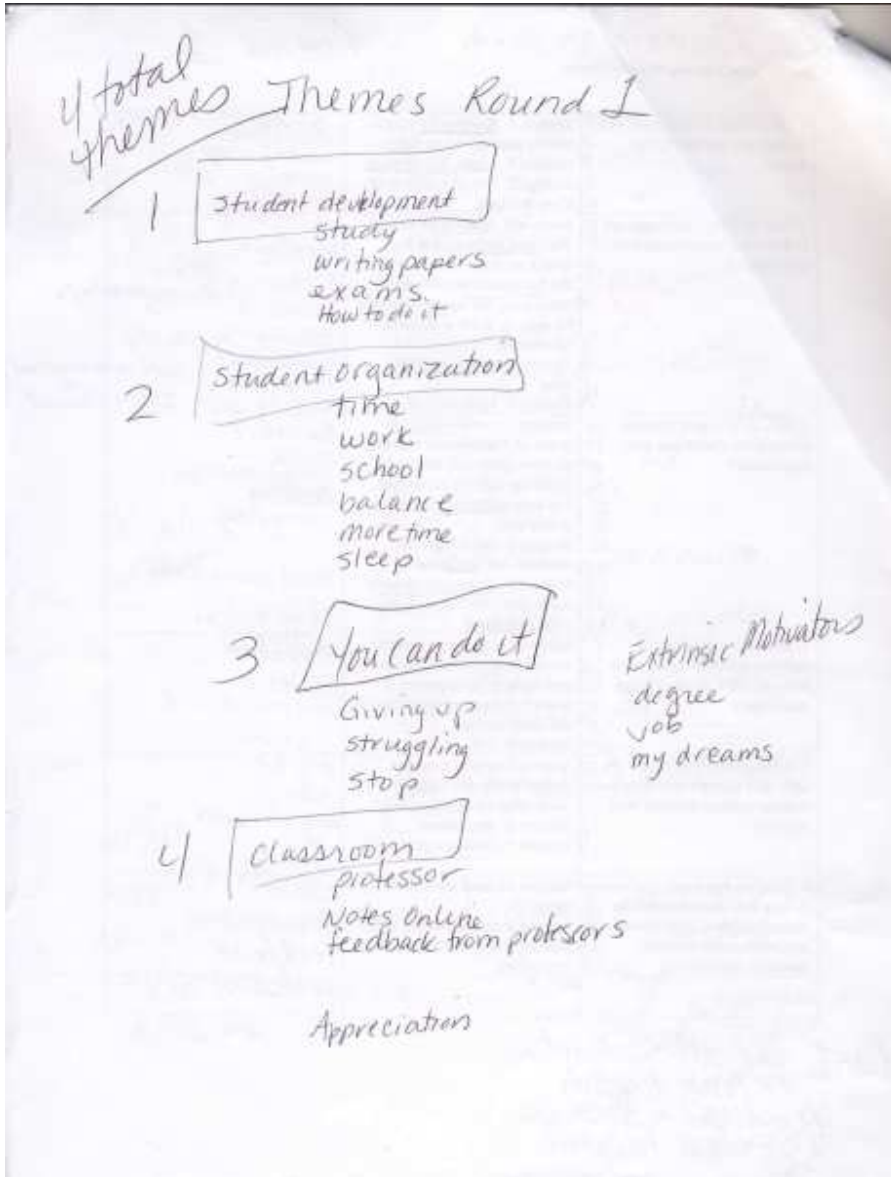 4 total
themes
Themes Round 1
1 Student development
study
writing papers
exams.
How to do it
2 Student organization
time
work
school
balance
more time
sleep
3 You can do it
Giving up
struggling
stop
Extrinsic Motivators
degree
job
my dreams
4 Classroom
professor
Notes Online
feedback from professors
Appreciation